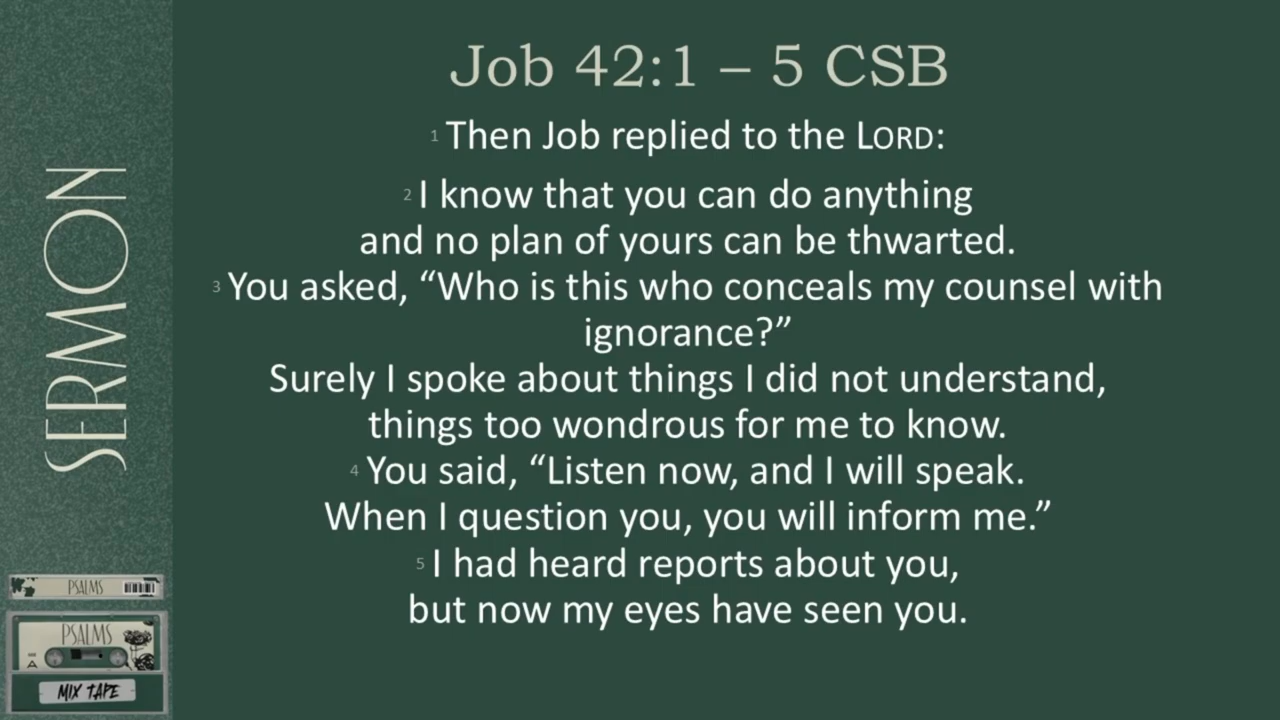 Job 42:1 – 5 CSB
1 Then Job replied to the LORD:
2 I know that you can do anything
and no plan of yours can be thwarted.
3 You asked, “Who is this who conceals my counsel with
ignorance?”
Surely I spoke about things I did not understand,
things too wondrous for me to know.
4 You said, “Listen now, and I will speak.
When I question you, you will inform me.”
5 I had heard reports about you,
but now my eyes have seen you.
SERMON
PSALMS
PSALMS
A
MIX TAPE